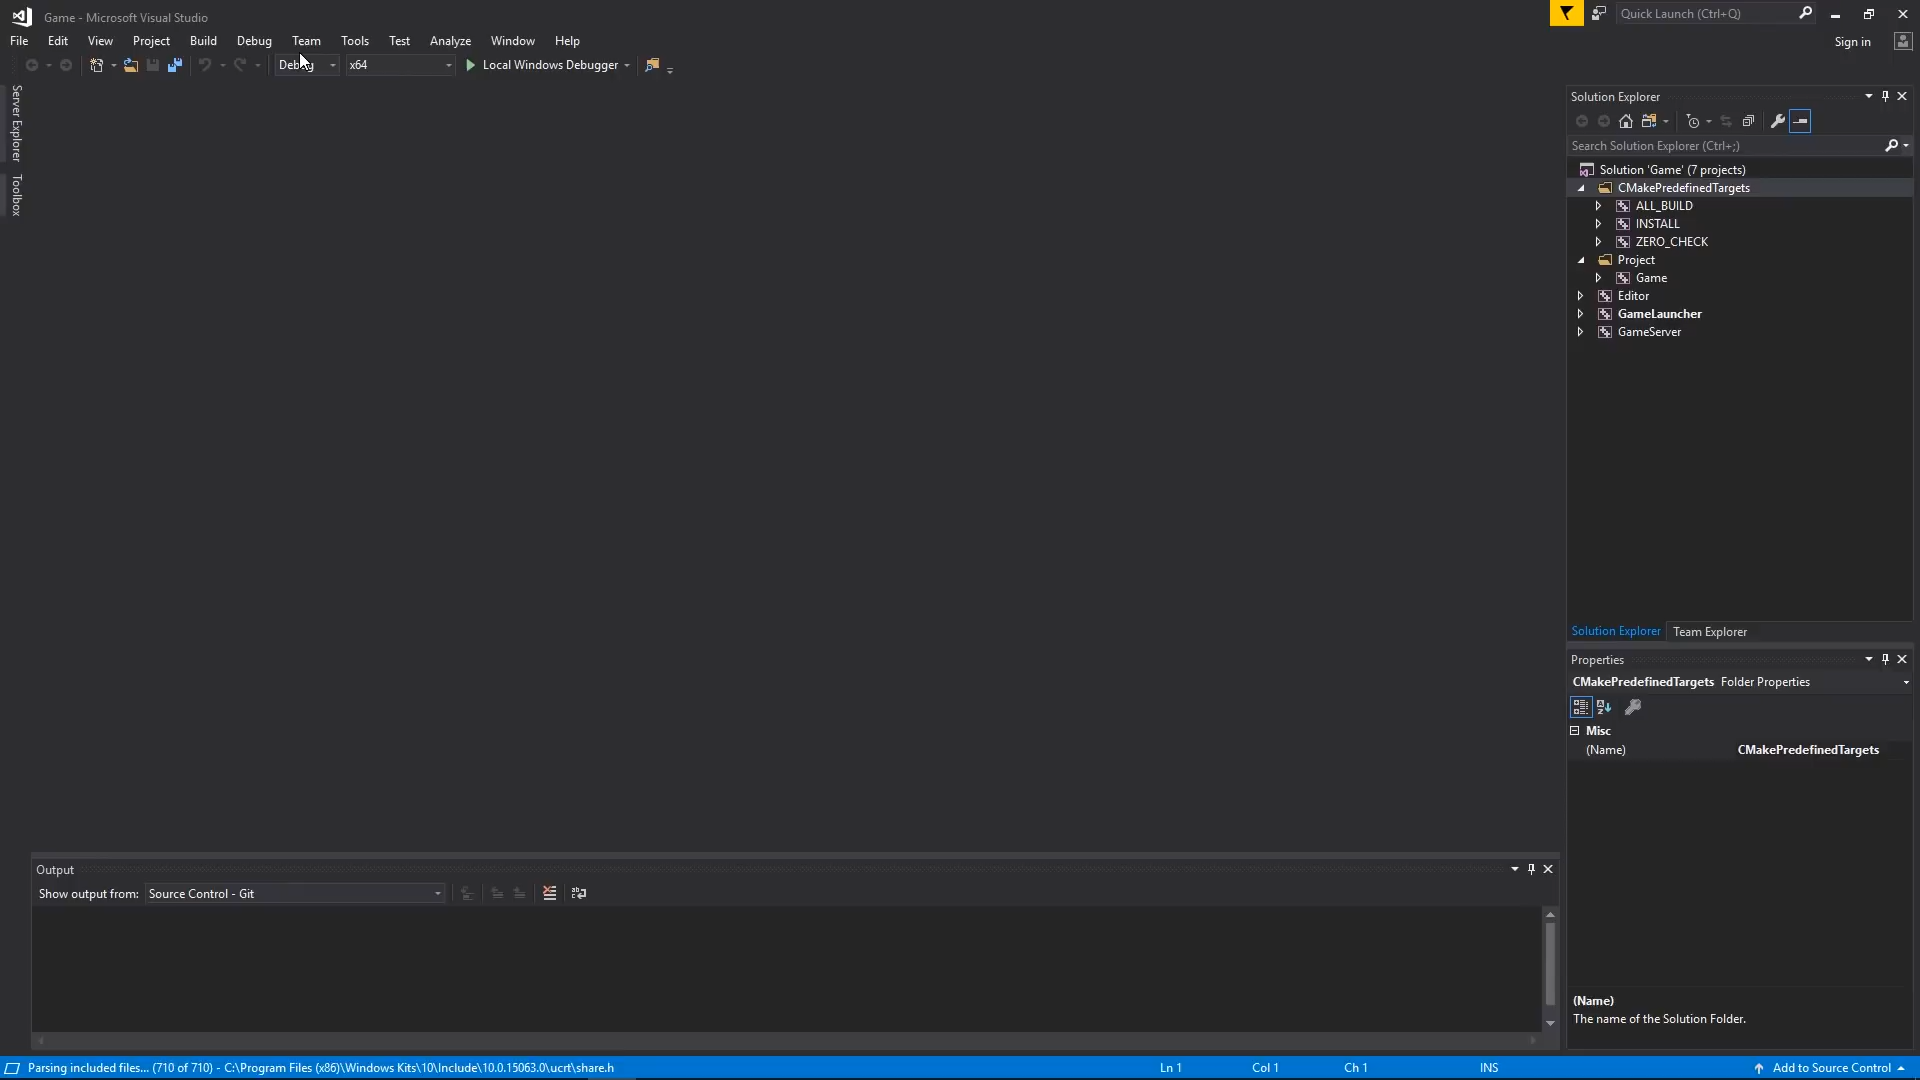 Game - Microsoft Visual Studio
Quick Launch (Ctrl+Q)
File Edit View Project Build Debug Team Tools Test Analyze Window Help
Sign in
Debug x64 Local Windows Debugger
Server Explorer
Toolbox
Solution Explorer
Search Solution Explorer (Ctrl+;)
Solution 'Game' (7 projects)
CMakePredefinedTargets
ALL_BUILD
INSTALL
ZERO_CHECK
Project
Game
Editor
GameLauncher
GameServer
Solution Explorer Team Explorer
Properties
CMakePredefinedTargets Folder Properties
Misc
(Name) CMakePredefinedTargets
(Name)
The name of the Solution Folder.
Output
Show output from: Source Control - Git
Parsing included files... (710 of 710) - C:\Program Files (x86)\Windows Kits\10\Include\10.0.15063.0\ucrt\share.h Ln 1 Col 1 Ch 1 INS Add to Source Control